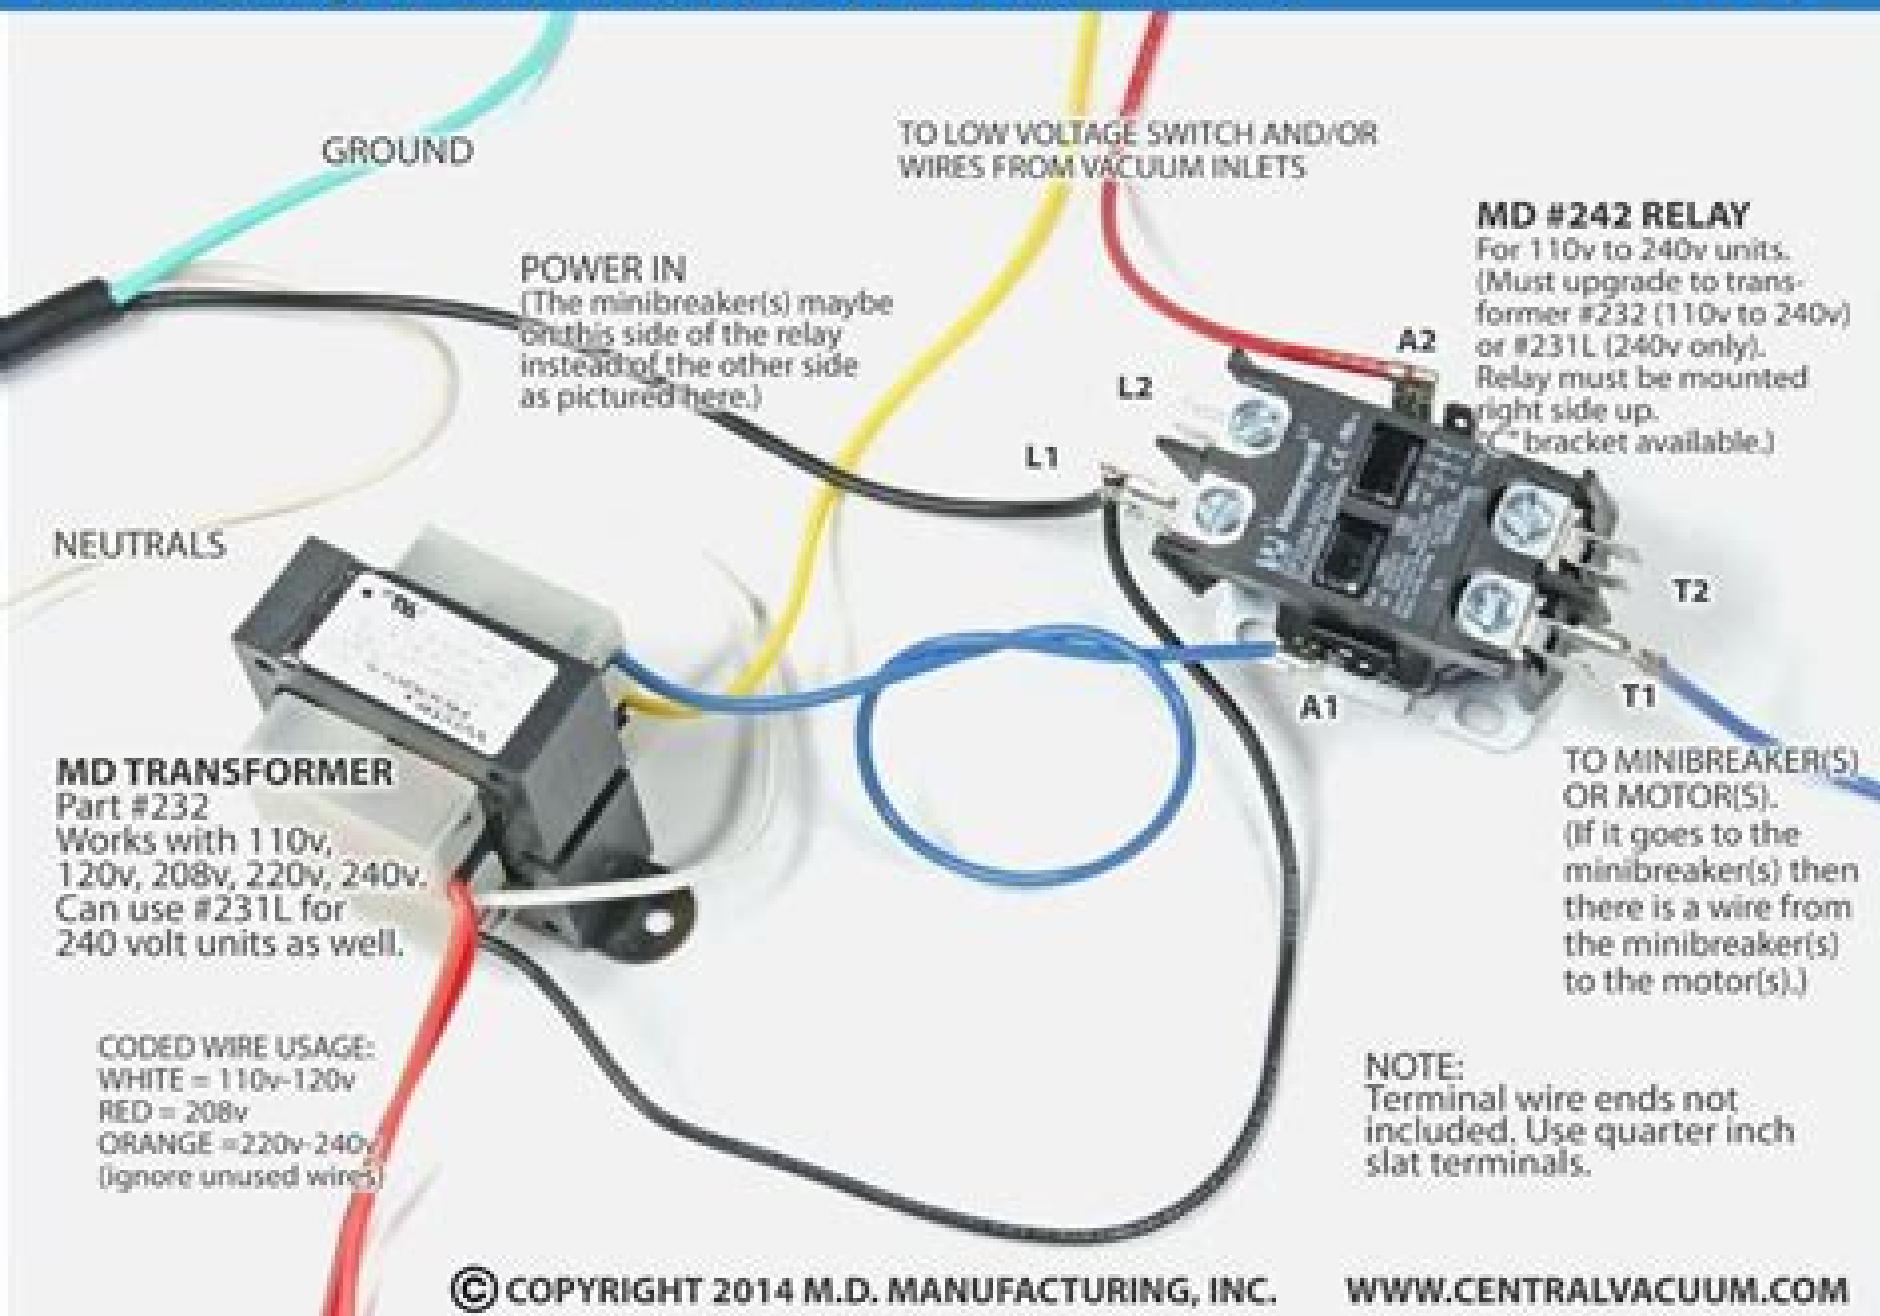 GROUND
TO LOW VOLTAGE SWITCH AND/OR
WIRES FROM VACUUM INLETS
MD #242 RELAY
For 110v to 240v units.
(Must upgrade to trans-
former #232 (110v to 240v)
or #231L (240v only).
Relay must be mounted
right side up.
"C" bracket available.)
POWER IN
(The minibreaker(s) maybe
on this side of the relay
instead of the other side
as pictured here.)
A2
L2
L1
Honeywell
NEUTRALS
T2
T1
A1
MD TRANSFORMER
Part #232
Works with 110v,
120v, 208v, 220v, 240v.
Can use #231L for
240 volt units as well.
TO MINIBREAKER(S)
OR MOTOR(S).
(If it goes to the
minibreaker(s) then
there is a wire from
the minibreaker(s)
to the motor(s).)
CODED WIRE USAGE:
WHITE = 110v-120v
RED = 208v
ORANGE =220v-240v
(ignore unused wires)
NOTE:
Terminal wire ends not
included. Use quarter inch
slat terminals.
© COPYRIGHT 2014 M.D. MANUFACTURING, INC.
WWW.CENTRALVACUUM.COM